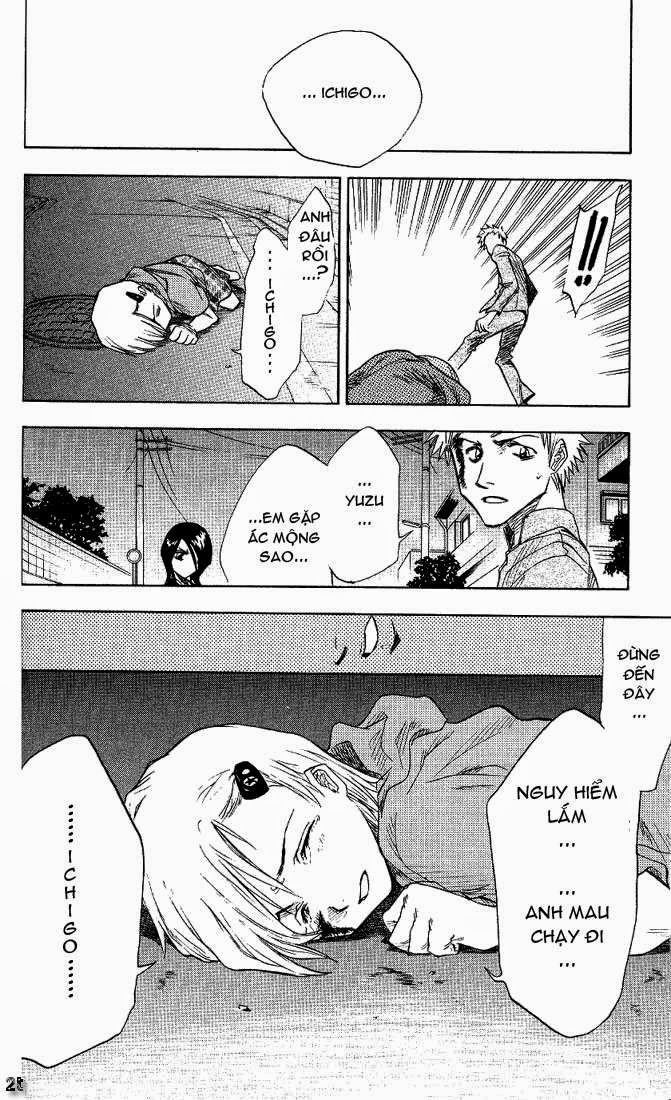 ... ICHIGO...
!!
ANH
ĐÂU
RỒI
...?
...ICHIGO...
...
YUZU
...
...EM GẶP
ÁC MỘNG
SAO...
ĐỪNG
ĐẾN
ĐÂY
...
NGUY HIỂM
LẮM
...
...
ANH MAU
CHẠY ĐI
...
......ICHIGO......